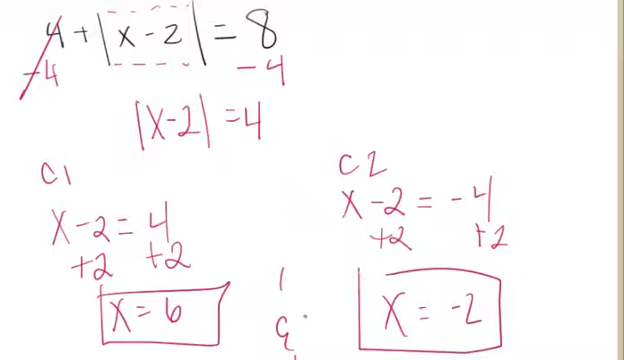 4 + |x - 2| = 8
-4 -4
|x-2| = 4
C1
x - 2 = 4
+2 +2
x = 6
C2
x - 2 = -4
+2 +2
x = -2